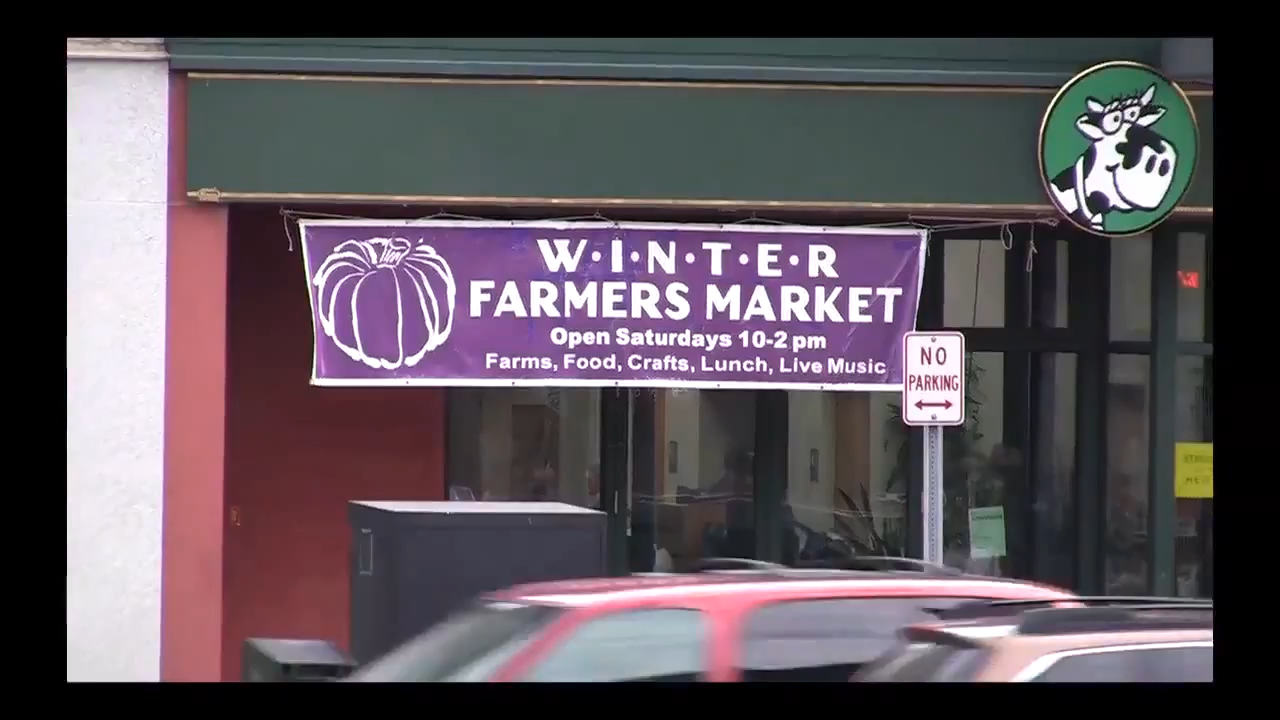 W·I·N·T·E·R
FARMERS MARKET
Open Saturdays 10-2 pm
Farms, Food, Crafts, Lunch, Live Music
NO
PARKING